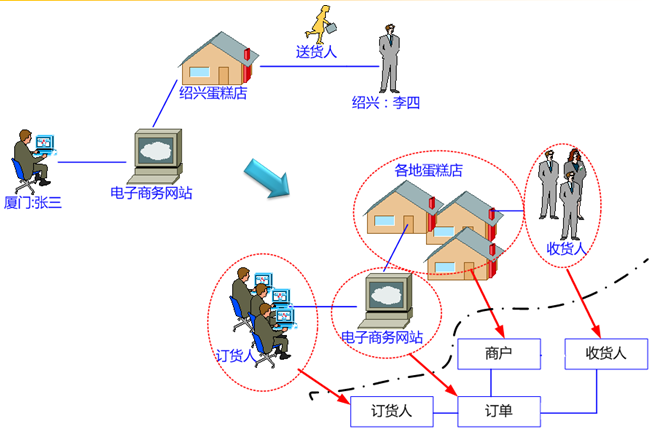 送货人
绍兴蛋糕店
绍兴：李四
厦门:张三
电子商务网站
各地蛋糕店
收货人
订货人
电子商务网站
商户
收货人
订货人
订单